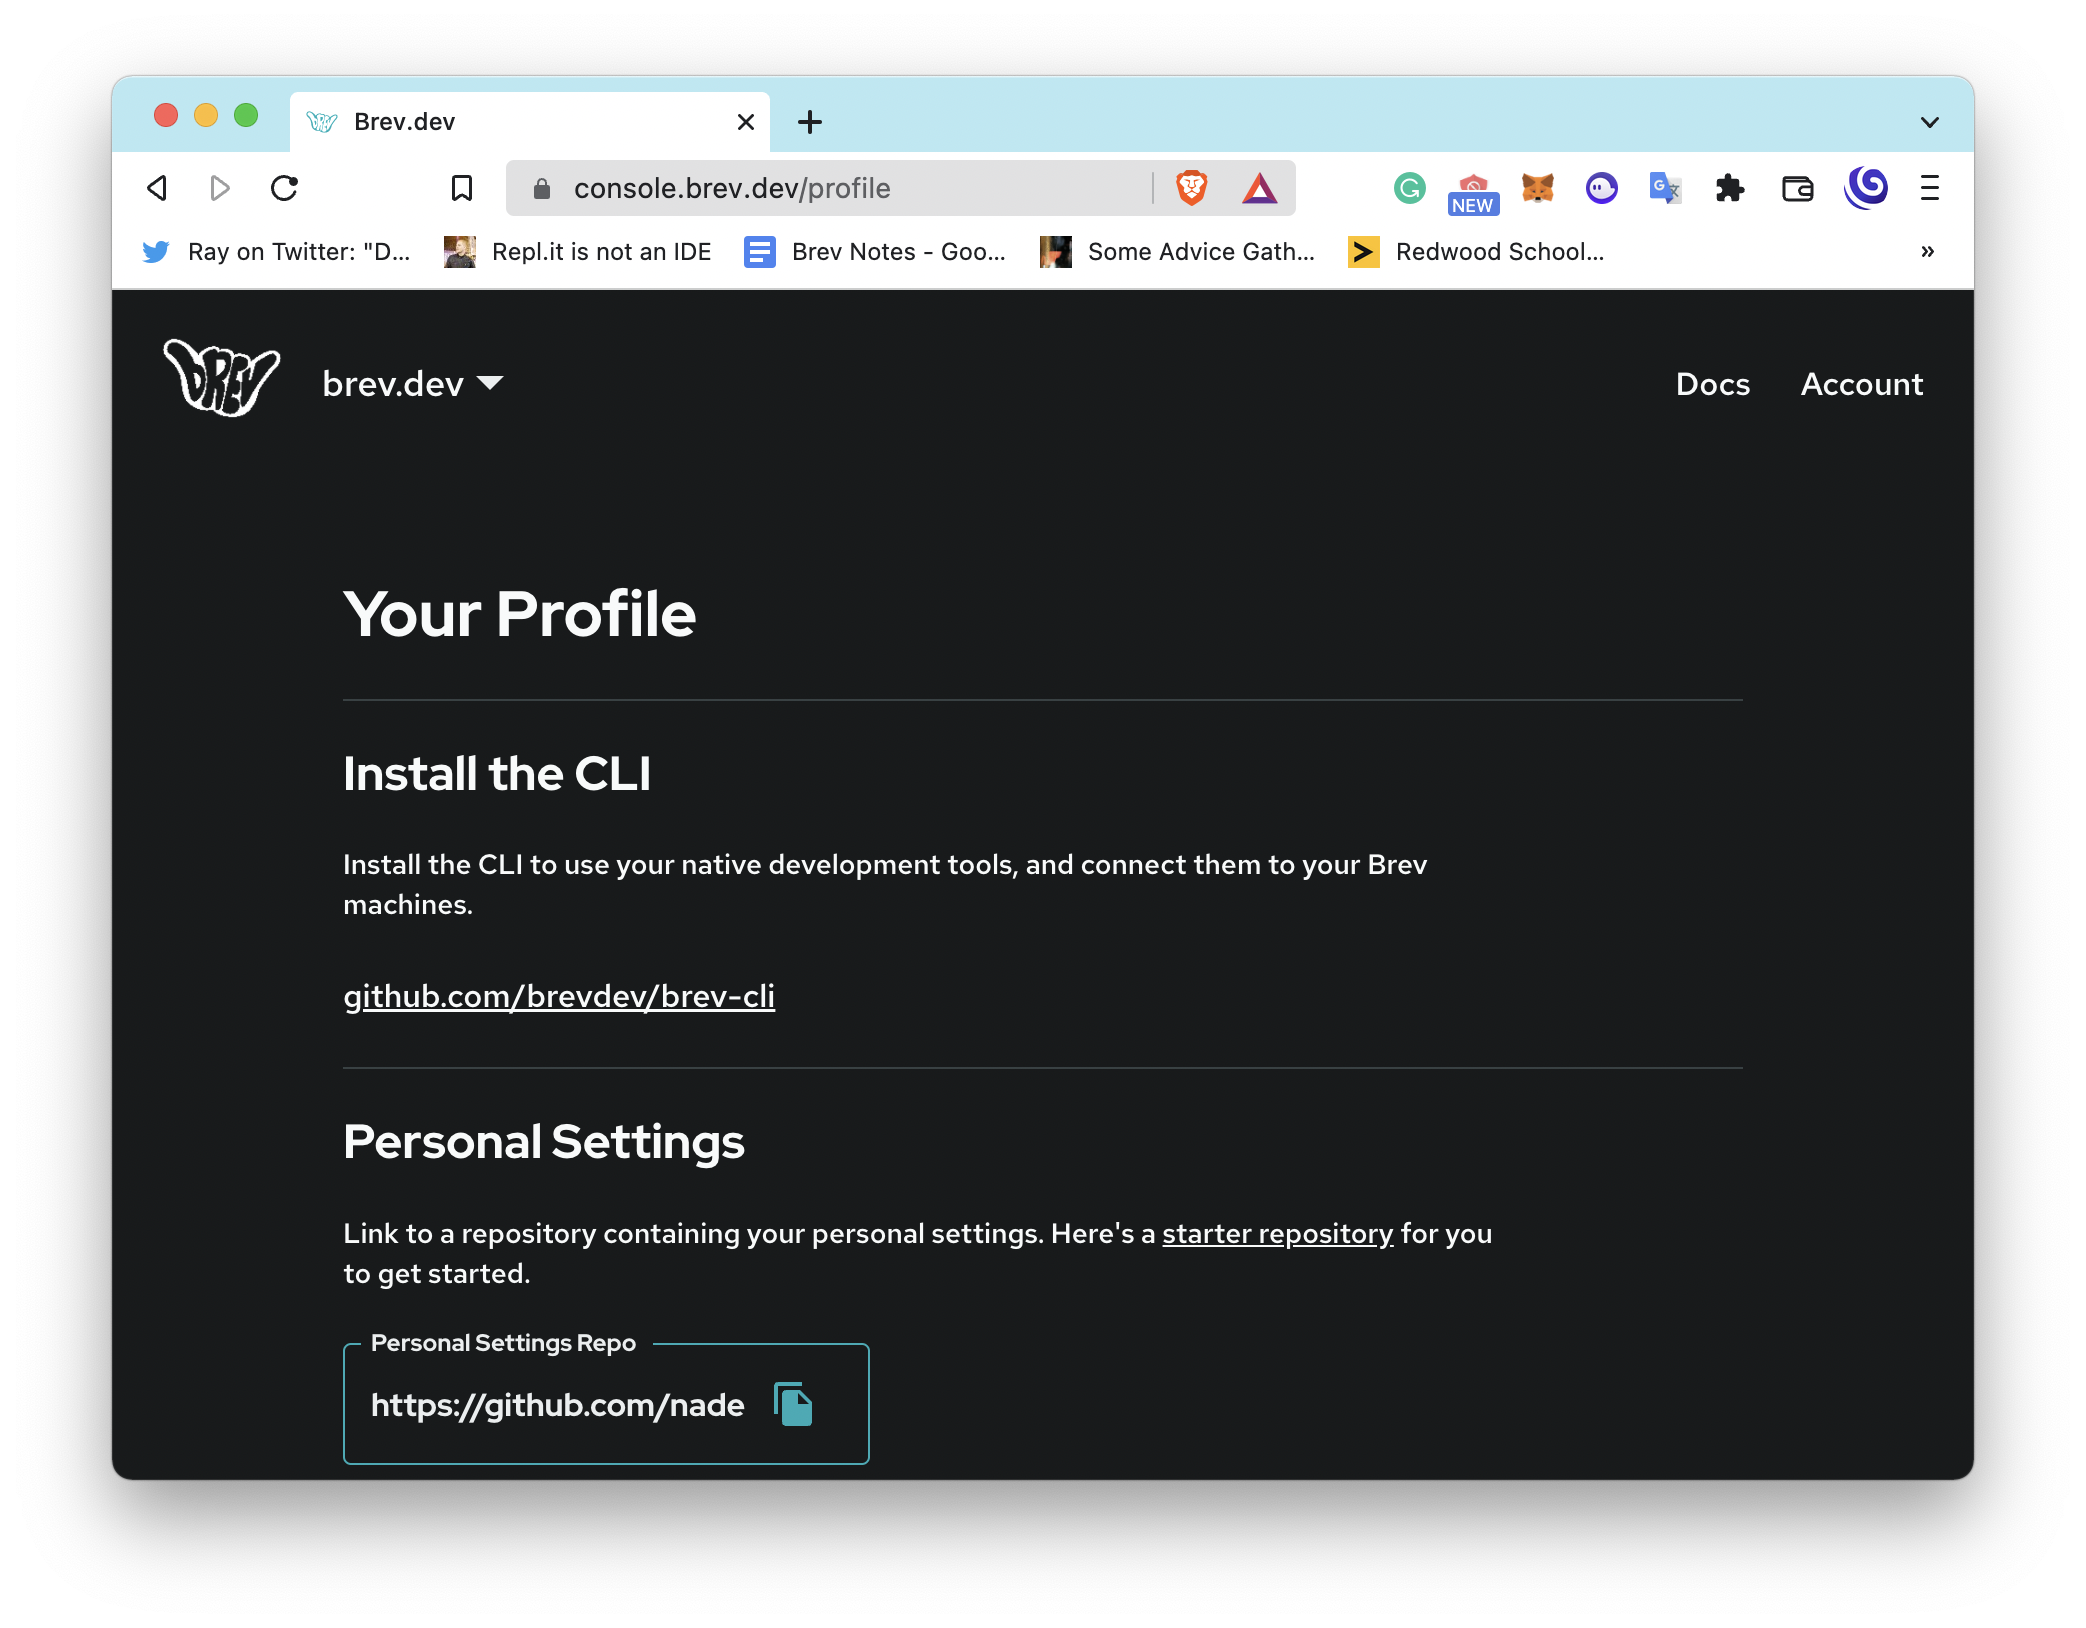 Brev.dev
console.brev.dev/profile
NEW
Ray on Twitter: "D...
Repl.it is not an IDE
Brev Notes - Goo...
Some Advice Gath...
Redwood School...
»
BREV
brev.dev
Docs
Account
Your Profile
Install the CLI
Install the CLI to use your native development tools, and connect them to your Brev
machines.
github.com/brevdev/brev-cli
Personal Settings
Link to a repository containing your personal settings. Here's a starter repository for you
to get started.
Personal Settings Repo
https://github.com/nade